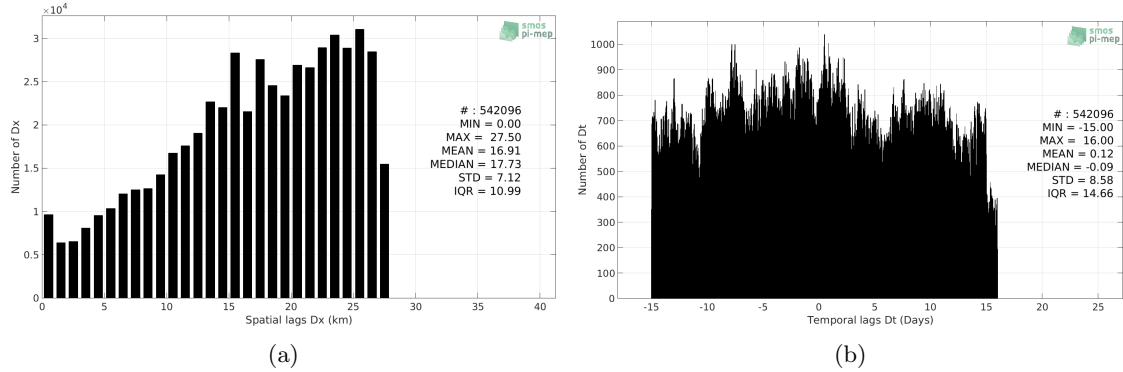 ×10⁴
3
2.5
2
1.5
1
0.5
0
Number of Dx
0 5 10 15 20 25 30 35 40
Spatial lags Dx (km)
smos
pi-mep
# : 542096
MIN = 0.00
MAX = 27.50
MEAN = 16.91
MEDIAN = 17.73
STD = 7.12
IQR = 10.99
(a)
1000
900
800
700
600
500
400
300
200
100
0
Number of Dt
-15 -10 -5 0 5 10 15 20 25
Temporal lags Dt (Days)
smos
pi-mep
# : 542096
MIN = -15.00
MAX = 16.00
MEAN = 0.12
MEDIAN = -0.09
STD = 8.58
IQR = 14.66
(b)